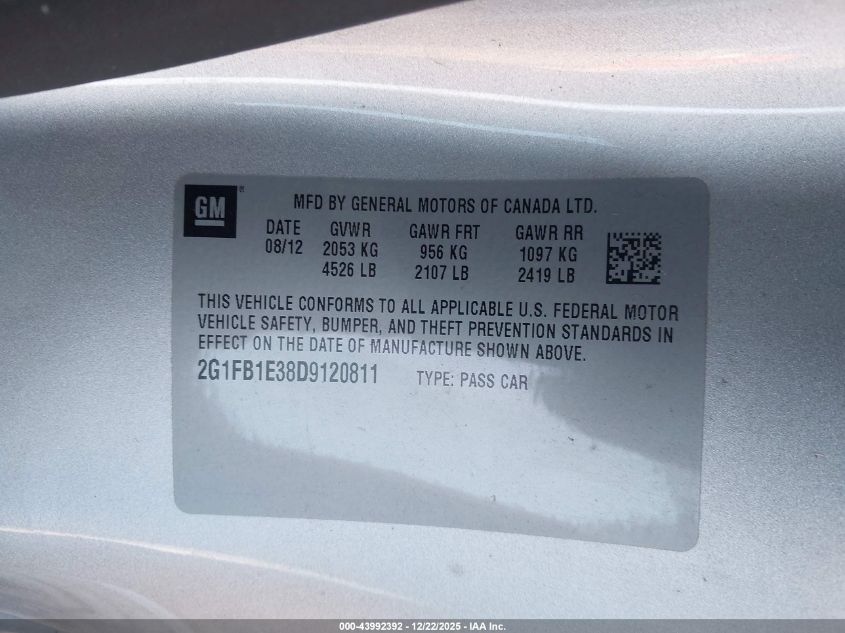 GM ®
MFD BY GENERAL MOTORS OF CANADA LTD.
DATE GVWR GAWR FRT GAWR RR
08/12 2053 KG 956 KG 1097 KG
4526 LB 2107 LB 2419 LB
THIS VEHICLE CONFORMS TO ALL APPLICABLE U.S. FEDERAL MOTOR
VEHICLE SAFETY, BUMPER, AND THEFT PREVENTION STANDARDS IN
EFFECT ON THE DATE OF MANUFACTURE SHOWN ABOVE.
2G1FB1E38D9120811 TYPE: PASS CAR
000-43992392 - 12/22/2025 - IAA Inc.